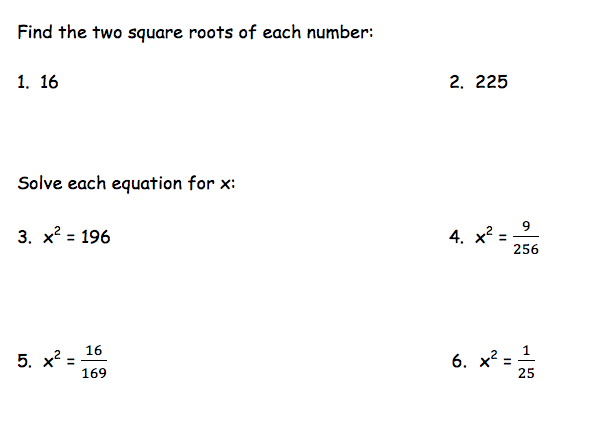 Find the two square roots of each number:
1. 16 2. 225
Solve each equation for x:
3. x² = 196 4. x² = 9/256
5. x² = 16/169 6. x² = 1/25